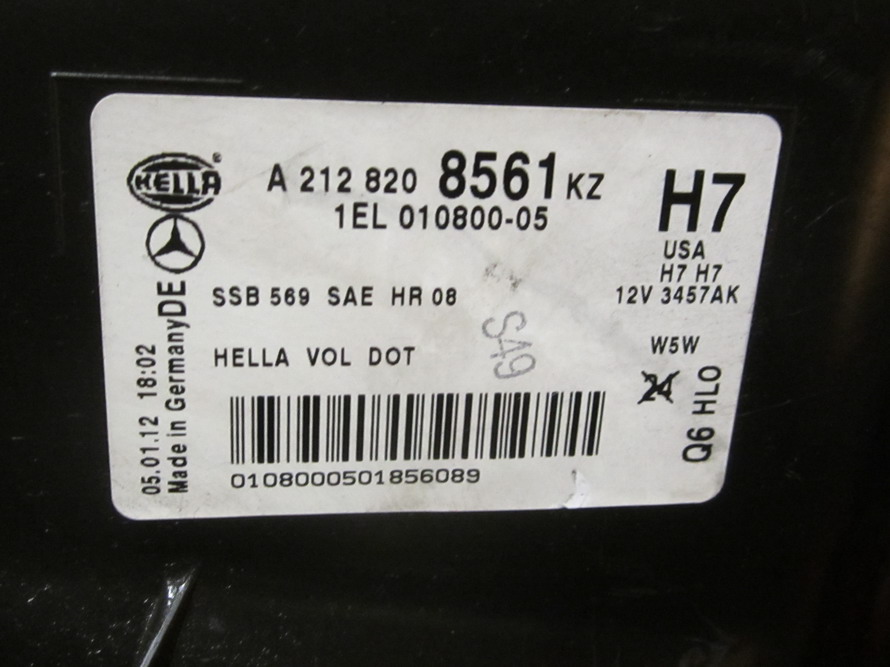 HELLA ®
A 212 820 8561 KZ
1EL 010800-05
H7
USA
H7 H7
12V 3457AK
W5W
24
Q6 HLO
SSB 569 SAE HR 08
HELLA VOL DOT
S49
0108000501856089
05.01.12 18:02
Made in Germany DE